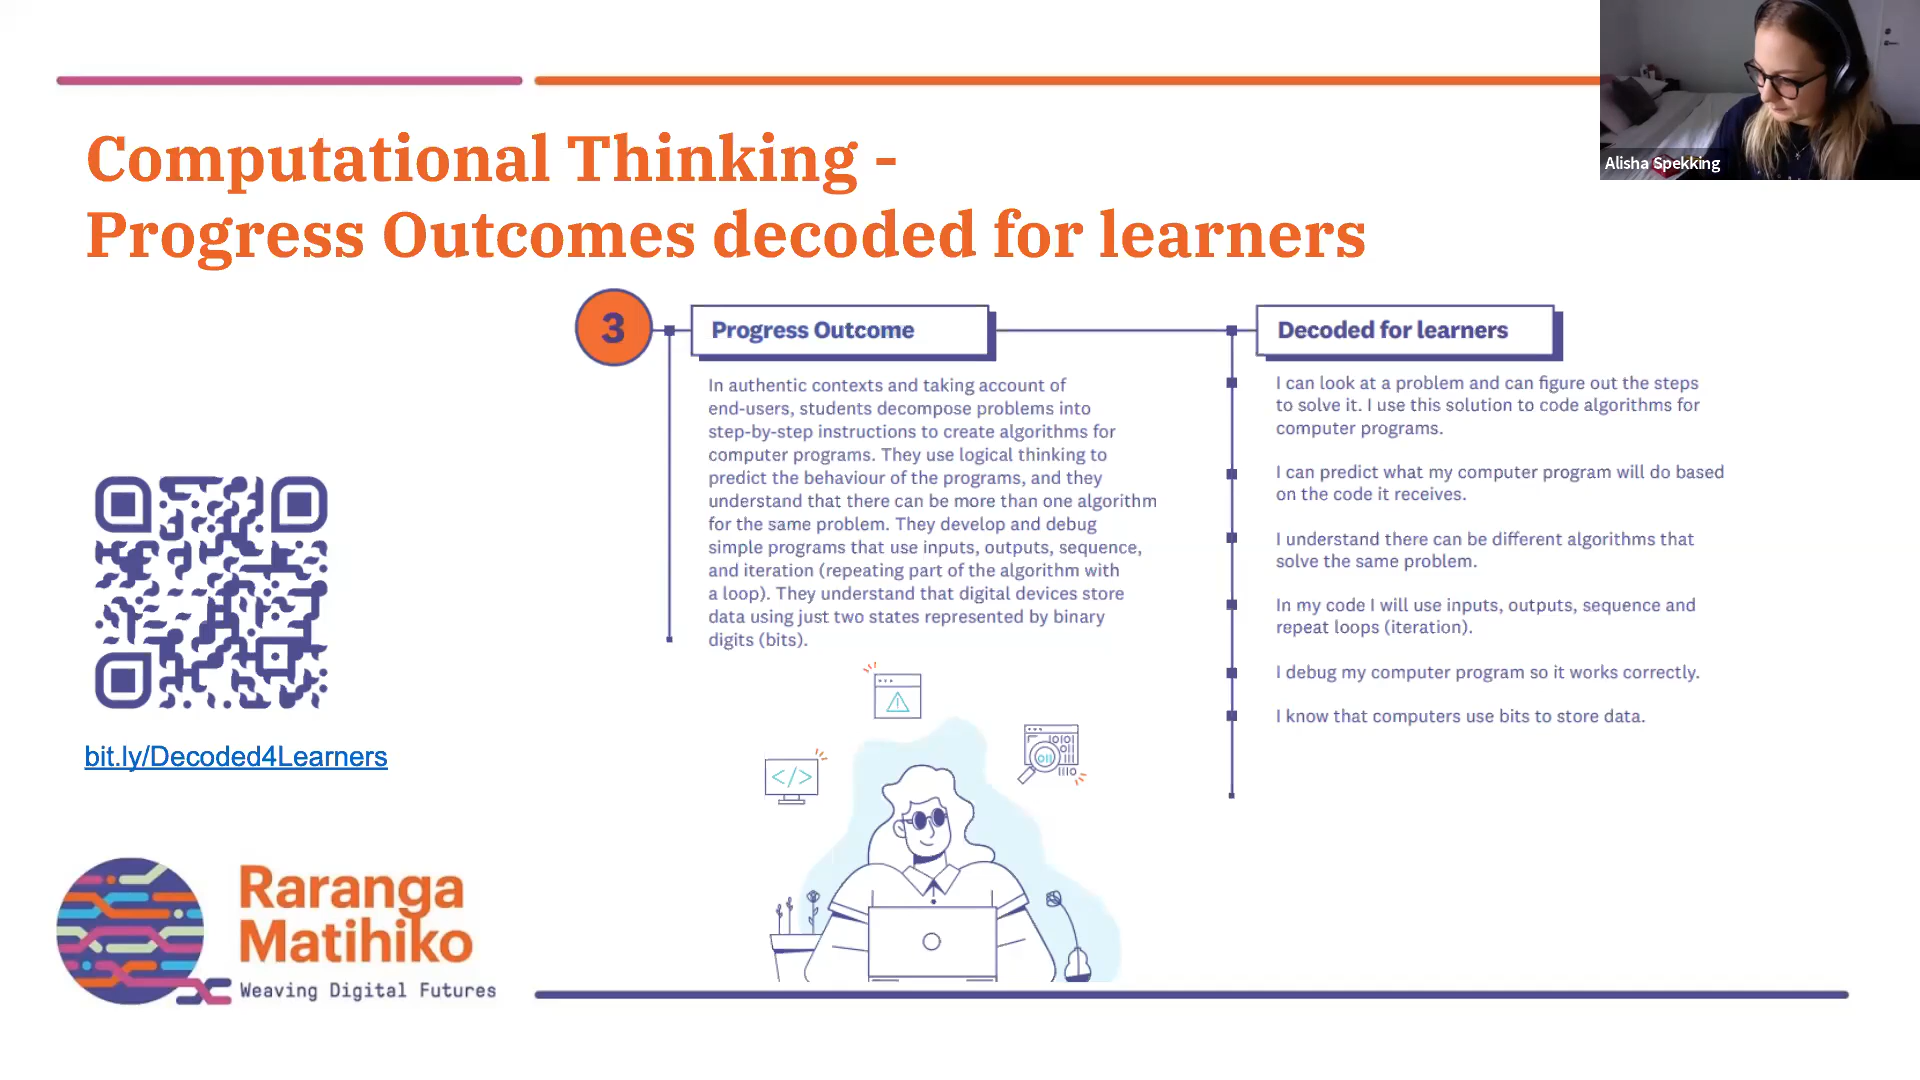 Alisha Spekking
Computational Thinking -
Progress Outcomes decoded for learners
3
Progress Outcome
In authentic contexts and taking account of
end-users, students decompose problems into
step-by-step instructions to create algorithms for
computer programs. They use logical thinking to
predict the behaviour of the programs, and they
understand that there can be more than one algorithm
for the same problem. They develop and debug
simple programs that use inputs, outputs, sequence,
and iteration (repeating part of the algorithm with
a loop). They understand that digital devices store
data using just two states represented by binary
digits (bits).
Decoded for learners
I can look at a problem and can figure out the steps
to solve it. I use this solution to code algorithms for
computer programs.
I can predict what my computer program will do based
on the code it receives.
I understand there can be different algorithms that
solve the same problem.
In my code I will use inputs, outputs, sequence and
repeat loops (iteration).
I debug my computer program so it works correctly.
I know that computers use bits to store data.
bit.ly/Decoded4Learners
Raranga
Matihiko
Weaving Digital Futures